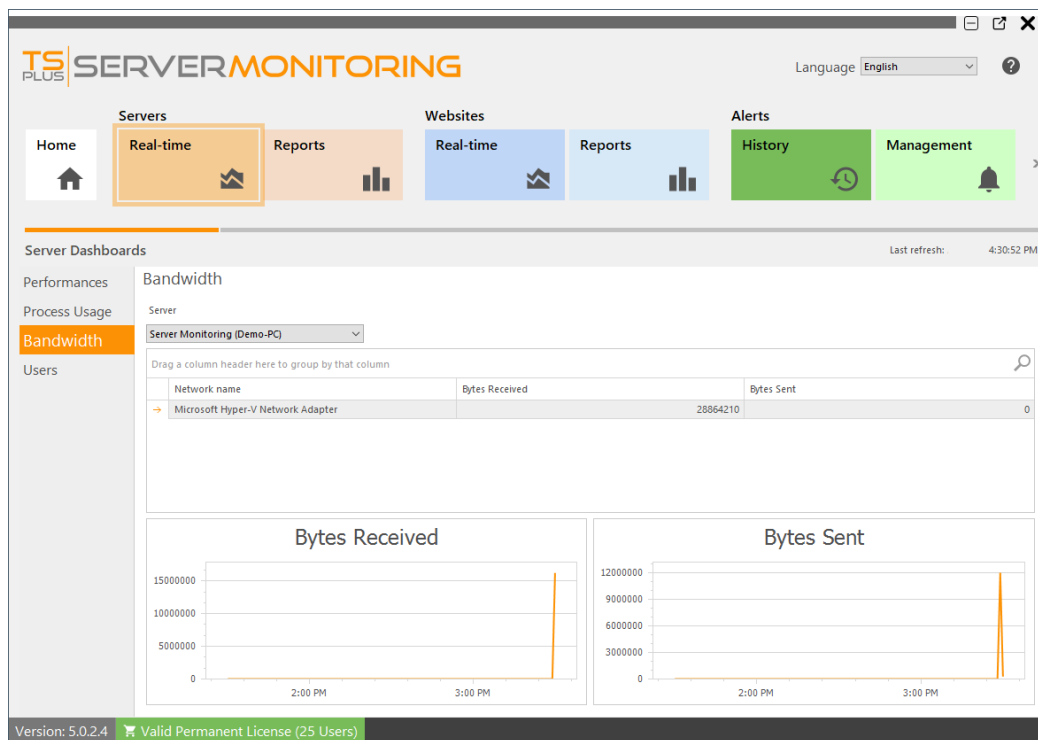 TS PLUS SERVERMONITORING
Language English
Servers
Websites
Alerts
Home
Real-time
Reports
Real-time
Reports
History
Management
Server Dashboards
Last refresh: 4:30:52 PM
Performances
Process Usage
Bandwidth
Users
Bandwidth
Server
Server Monitoring (Demo-PC)
Drag a column header here to group by that column
Network name Bytes Received Bytes Sent
Microsoft Hyper-V Network Adapter 28864210 0
Bytes Received
15000000
10000000
5000000
0
2:00 PM 3:00 PM
Bytes Sent
12000000
9000000
6000000
3000000
0
2:00 PM 3:00 PM
Version: 5.0.2.4 Valid Permanent License (25 Users)